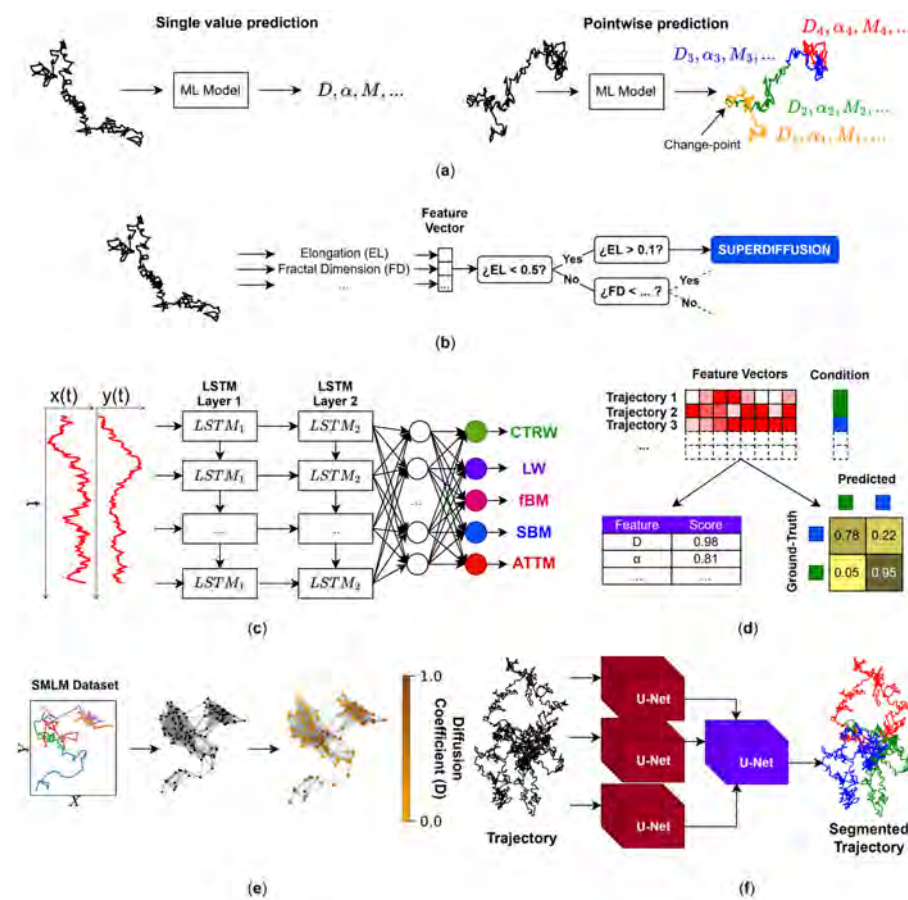 Single value prediction
Pointwise prediction
ML Model
D, α, M, ...
ML Model
D₄, α₄, M₄, ...
D₃, α₃, M₃, ...
D₂, α₂, M₂, ...
D₁, α₁, M₁, ...
Change-point
(a)
Feature
Vector
Elongation (EL)
Fractal Dimension (FD)
...
...
¿EL < 0.5?
Yes
No
¿EL > 0.1?
¿FD < ... ?
Yes
No
SUPERDIFFUSION
(b)
x(t)
y(t)
t
LSTM
Layer 1
LSTM
Layer 2
LSTM₁
LSTM₂
LSTM₁
LSTM₂
...
...
LSTM₁
LSTM₂
...
CTRW
LW
fBM
SBM
ATTM
(c)
Feature Vectors
Condition
Trajectory 1
Trajectory 2
Trajectory 3
...
Feature Score
D 0.98
α 0.81
.... ....
Predicted
Ground-Truth
0.78 0.22
0.05 0.95
(d)
SMLM Dataset
Y
X
1.0
Diffusion
Coefficient (D)
0.0
(e)
Trajectory
U-Net
U-Net
U-Net
U-Net
Segmented
Trajectory
(f)